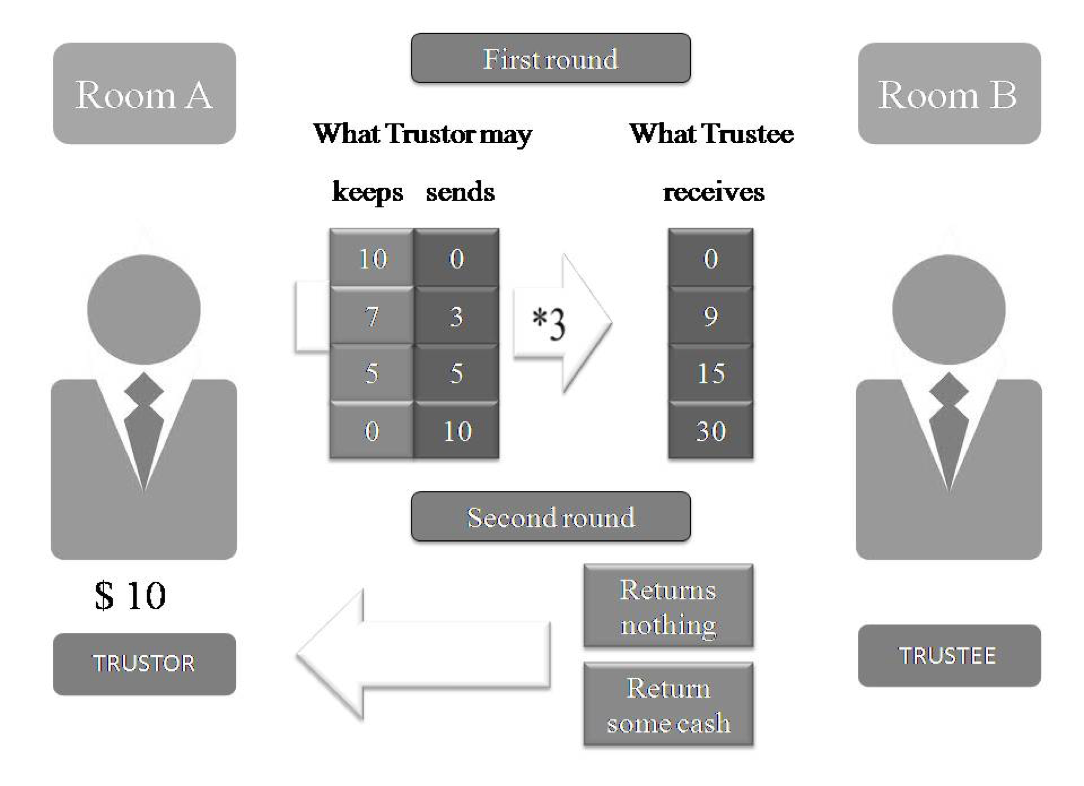 First round
Room A
Room B
What Trustor may
What Trustee
keeps sends
receives
10 0 0
7 3 9
*3
5 5 15
0 10 30
Second round
Returns
nothing
$ 10
TRUSTOR
TRUSTEE
Return
some cash